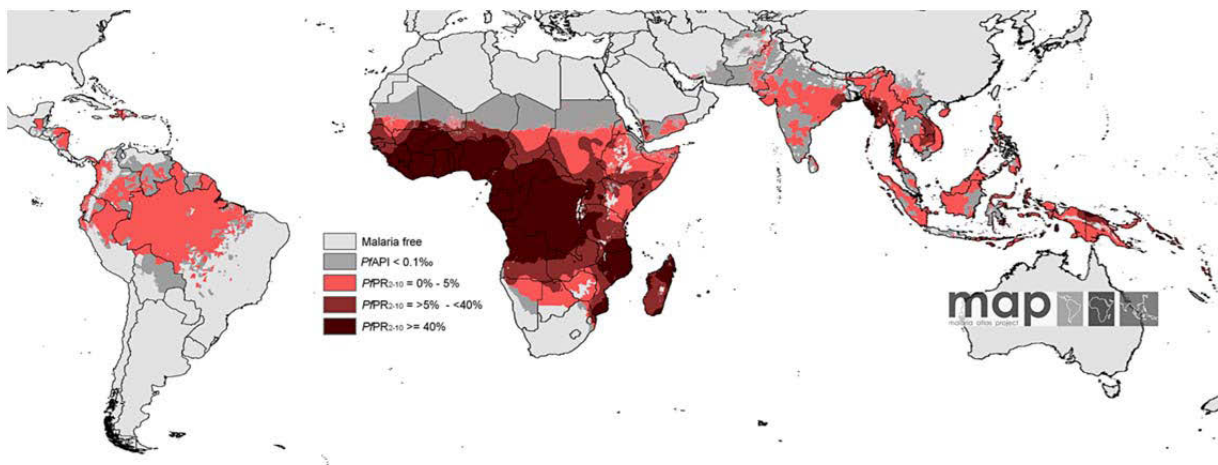 Malaria free
PfAPI < 0.1‰
PfPR2-10 = 0% - 5%
PfPR2-10 = >5% - <40%
PfPR2-10 >= 40%
map
malaria atlas project